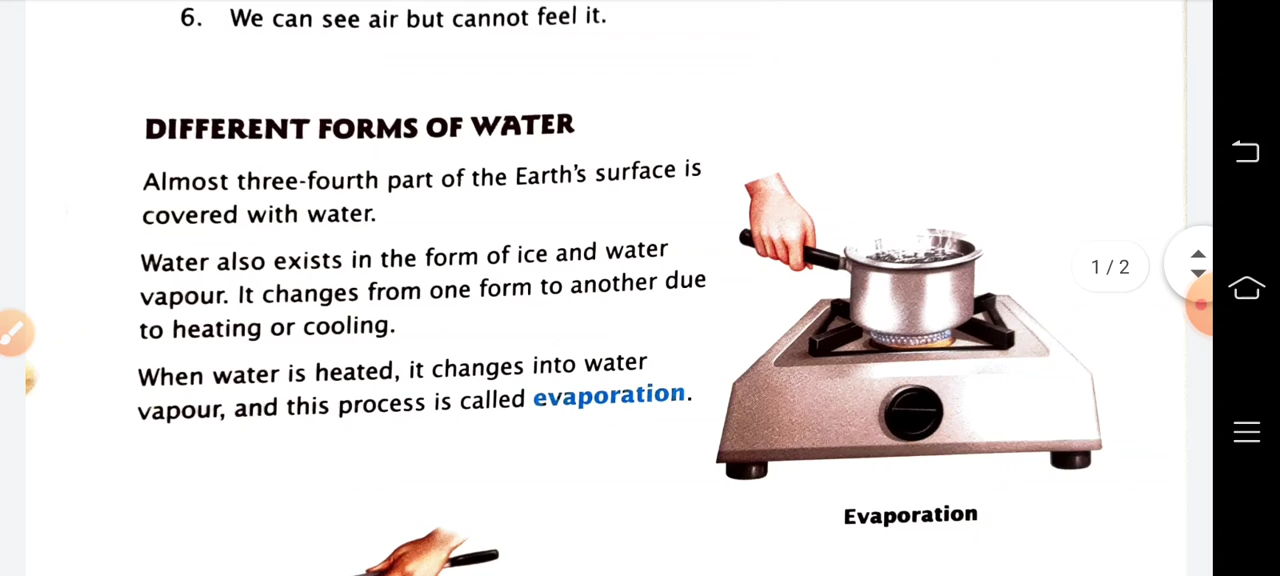 6. We can see air but cannot feel it.
DIFFERENT FORMS OF WATER
Almost three-fourth part of the Earth's surface is
covered with water.
Water also exists in the form of ice and water
vapour. It changes from one form to another due
to heating or cooling.
When water is heated, it changes into water
vapour, and this process is called evaporation.
Evaporation
1/2